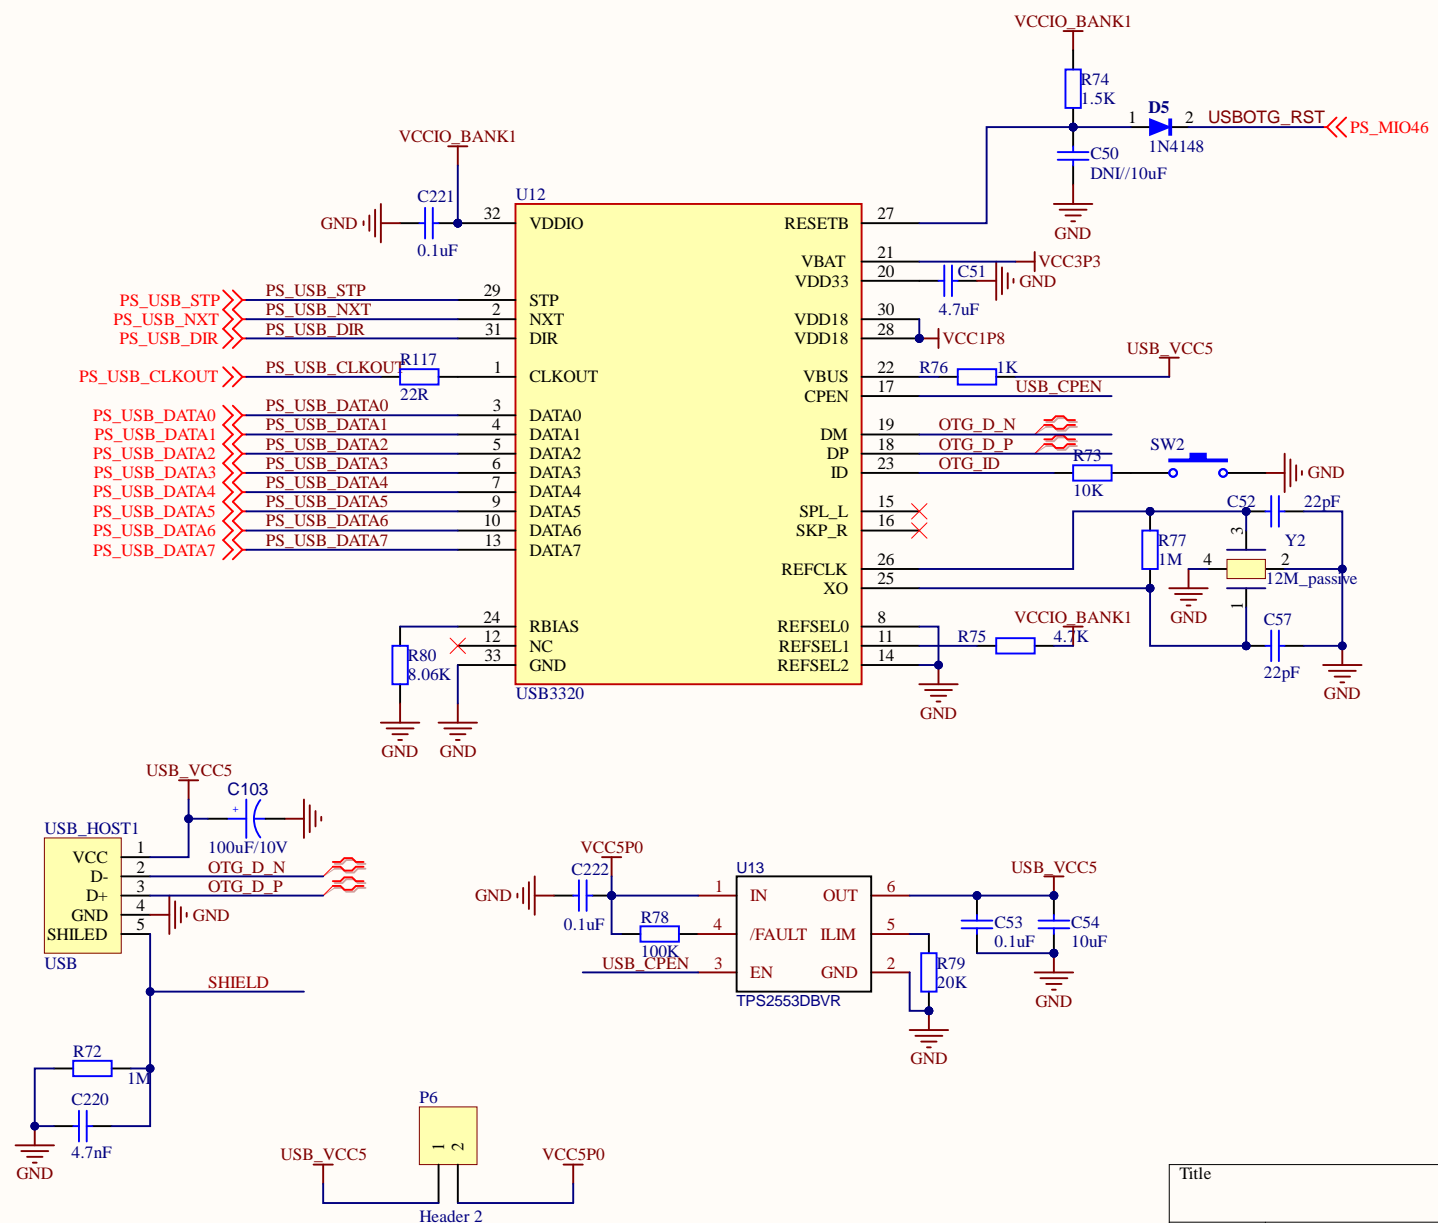 VCCIO_BANK1
R74
1.5K
D5
1 2 USBOTG_RST PS_MIO46
1N4148
C50
DNI//10uF
GND
VCCIO_BANK1
C221
GND
0.1uF
U12
32 VDDIO RESETB 27
VBAT 21 VCC3P3
VDD33 20 C51 GND
4.7uF
PS_USB_STP PS_USB_STP 29 STP
PS_USB_NXT PS_USB_NXT 2 NXT VDD18 30
PS_USB_DIR PS_USB_DIR 31 DIR VDD18 28 VCC1P8
USB_VCC5
PS_USB_CLKOUT PS_USB_CLKOUT R117 1 CLKOUT VBUS 22 R76 1K
22R
CPEN 17 USB_CPEN
PS_USB_DATA0 PS_USB_DATA0 3 DATA0
PS_USB_DATA1 PS_USB_DATA1 4 DATA1 DM 19 OTG_D_N
PS_USB_DATA2 PS_USB_DATA2 5 DATA2 DP 18 OTG_D_P
PS_USB_DATA3 PS_USB_DATA3 6 DATA3 ID 23 OTG_ID R73 SW2 GND
10K
PS_USB_DATA4 PS_USB_DATA4 7 DATA4
PS_USB_DATA5 PS_USB_DATA5 9 DATA5 SPL_L 15
PS_USB_DATA6 PS_USB_DATA6 10 DATA6 SKP_R 16
PS_USB_DATA7 PS_USB_DATA7 13 DATA7
C52 22pF
R77
1M
3 Y2
4 2
12M_passive
GND
1
REFCLK 26
XO 25
C57
22pF
GND
24 RBIAS REFSEL0 8
12 NC REFSEL1 11 R75 4.7K VCCIO_BANK1
33 GND REFSEL2 14
R80
8.06K
USB3320
GND
GND GND
USB_VCC5
C103
+
100uF/10V
USB_HOST1
VCC 1
D- 2 OTG_D_N
D+ 3 OTG_D_P
GND 4 GND
SHILED 5
USB
SHIELD
R72
1M
C220
4.7nF
GND
VCC5P0
C222
GND
0.1uF
R78
100K
USB_CPEN
U13
1 IN OUT 6
4 /FAULT ILIM 5
3 EN GND 2
TPS2553DBVR
R79
20K
GND
USB_VCC5
C53
0.1uF
C54
10uF
GND
P6
1 2
USB_VCC5 VCC5P0
Header 2
Title